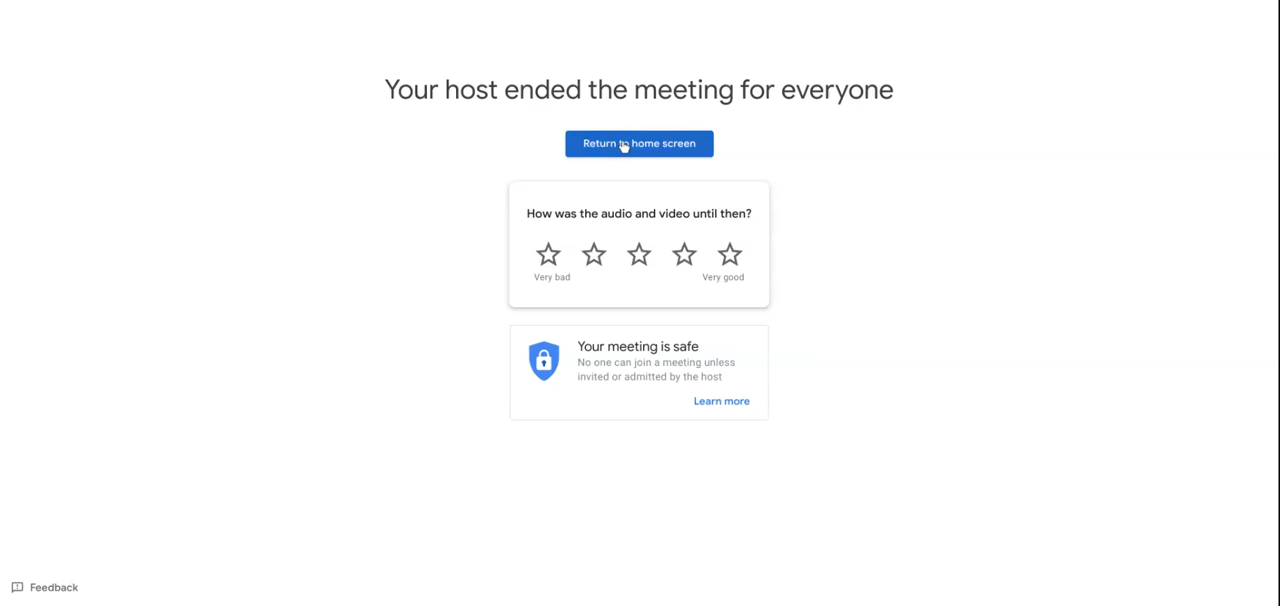 Your host ended the meeting for everyone
Return to home screen
How was the audio and video until then?
Very bad
Very good
Your meeting is safe
No one can join a meeting unless
invited or admitted by the host
Learn more
Feedback